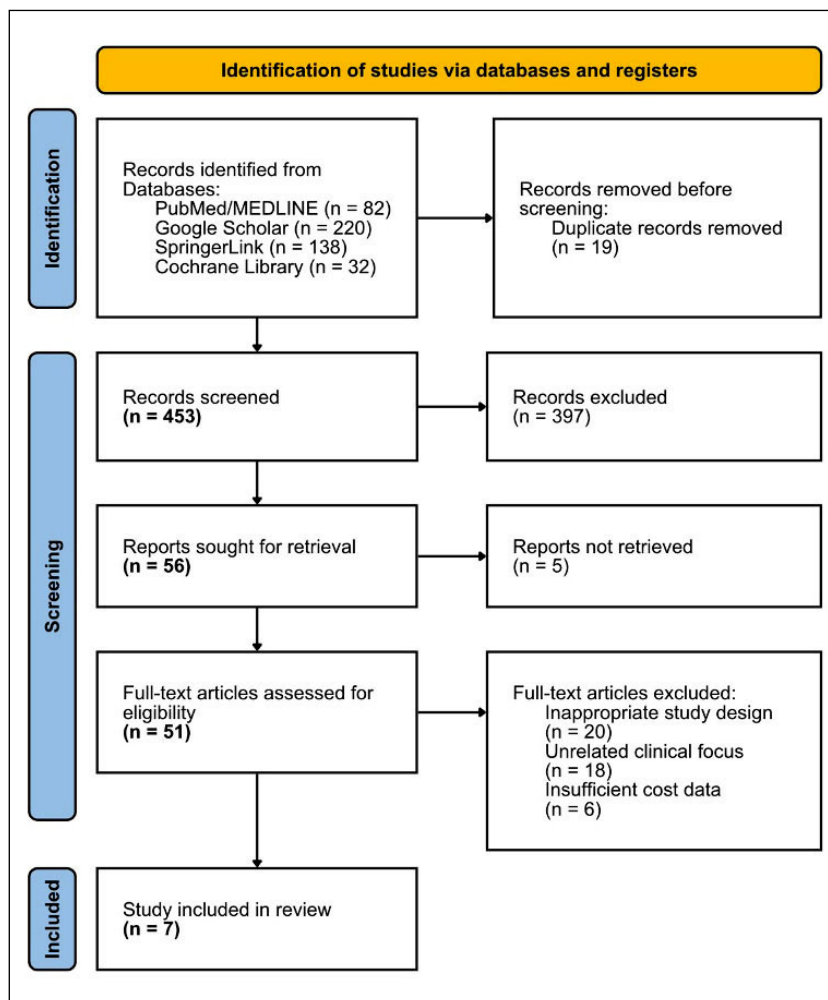 Identification of studies via databases and registers
Identification
Records identified from
Databases:
PubMed/MEDLINE (n = 82)
Google Scholar (n = 220)
SpringerLink (n = 138)
Cochrane Library (n = 32)
Records removed before
screening:
Duplicate records removed
(n = 19)
Screening
Records screened
(n = 453)
Records excluded
(n = 397)
Reports sought for retrieval
(n = 56)
Reports not retrieved
(n = 5)
Full-text articles assessed for
eligibility
(n = 51)
Full-text articles excluded:
Inappropriate study design
(n = 20)
Unrelated clinical focus
(n = 18)
Insufficient cost data
(n = 6)
Included
Study included in review
(n = 7)